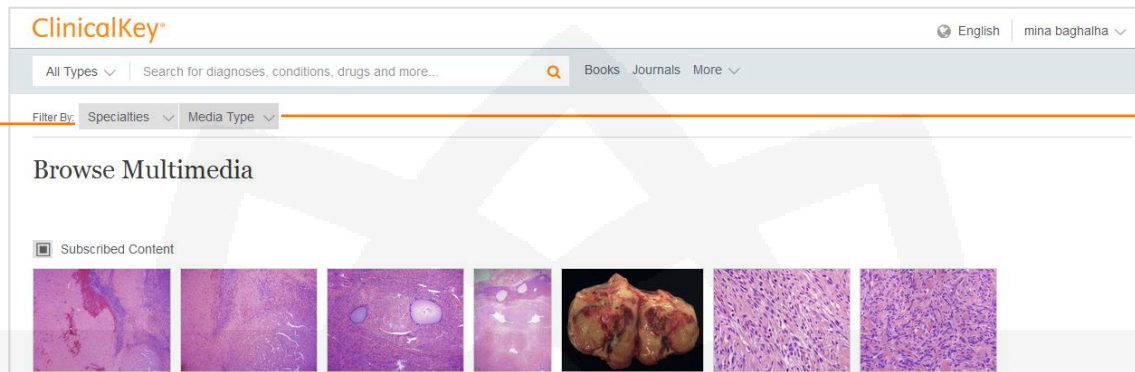 ClinicalKey®
English mina baghalha
All Types Search for diagnoses, conditions, drugs and more... Books Journals More
Filter By: Specialties Media Type
Browse Multimedia
Subscribed Content